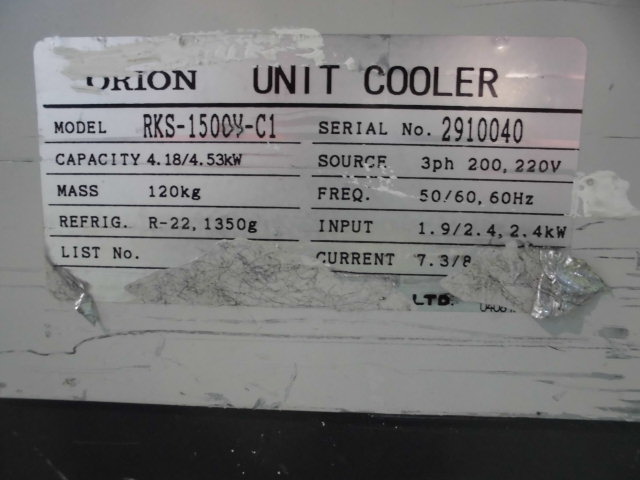 ORION UNIT COOLER
MODEL RKS-1500V-C1 SERIAL No. 2910040
CAPACITY 4.18/4.53kW SOURCE 3ph 200, 220V
MASS 120kg FREQ. 50/60, 60Hz
REFRIG. R-22, 1350g INPUT 1.9/2.4, 2.4kW
LIST No. CURRENT 7.3/8
LTD.